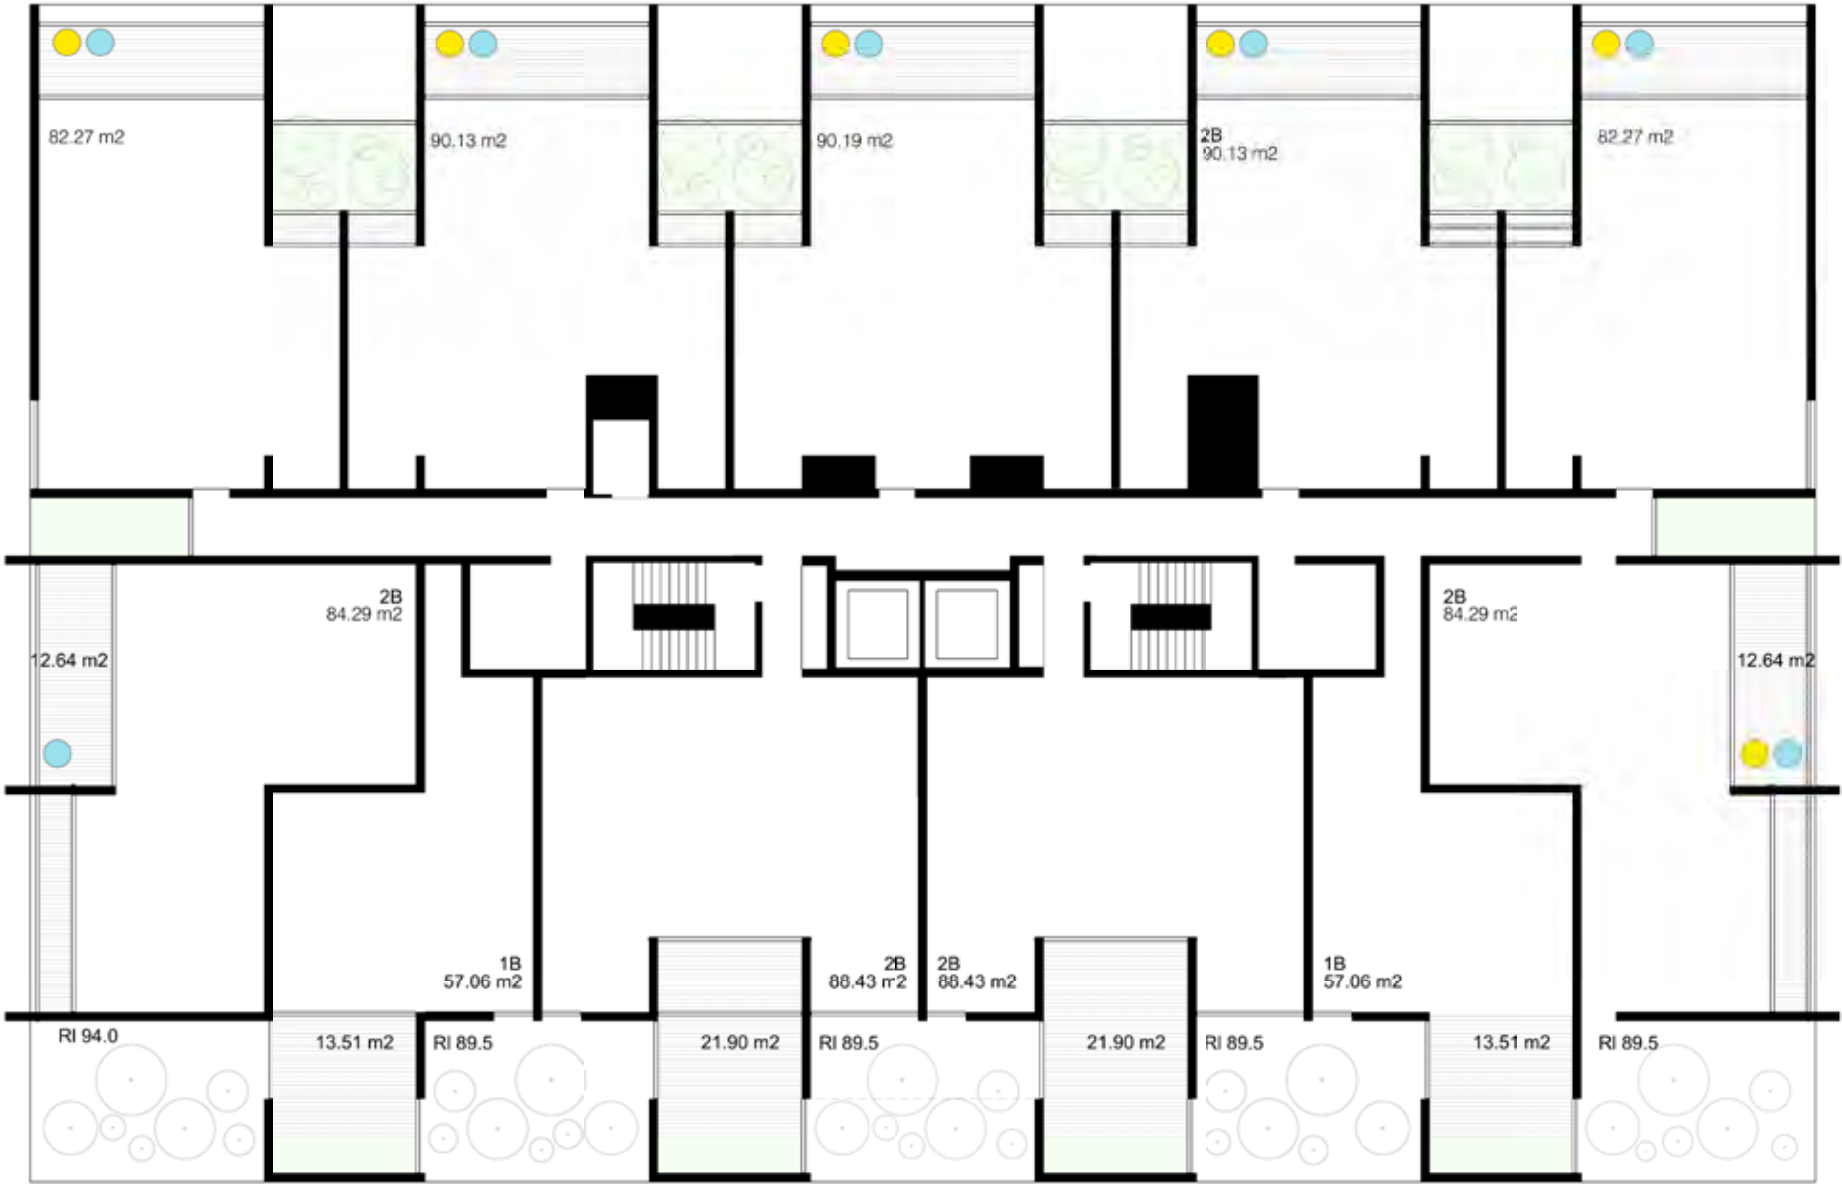 82.27 m2
90.13 m2
90.19 m2
2B
90.13 m2
82.27 m2
2B
84.29 m2
12.64 m2
2B
84.29 m2
12.64 m2
1B
57.06 m2
2B
88.43 m2
2B
88.43 m2
1B
57.06 m2
RI 94.0
13.51 m2
RI 89.5
21.90 m2
RI 89.5
21.90 m2
RI 89.5
13.51 m2
RI 89.5